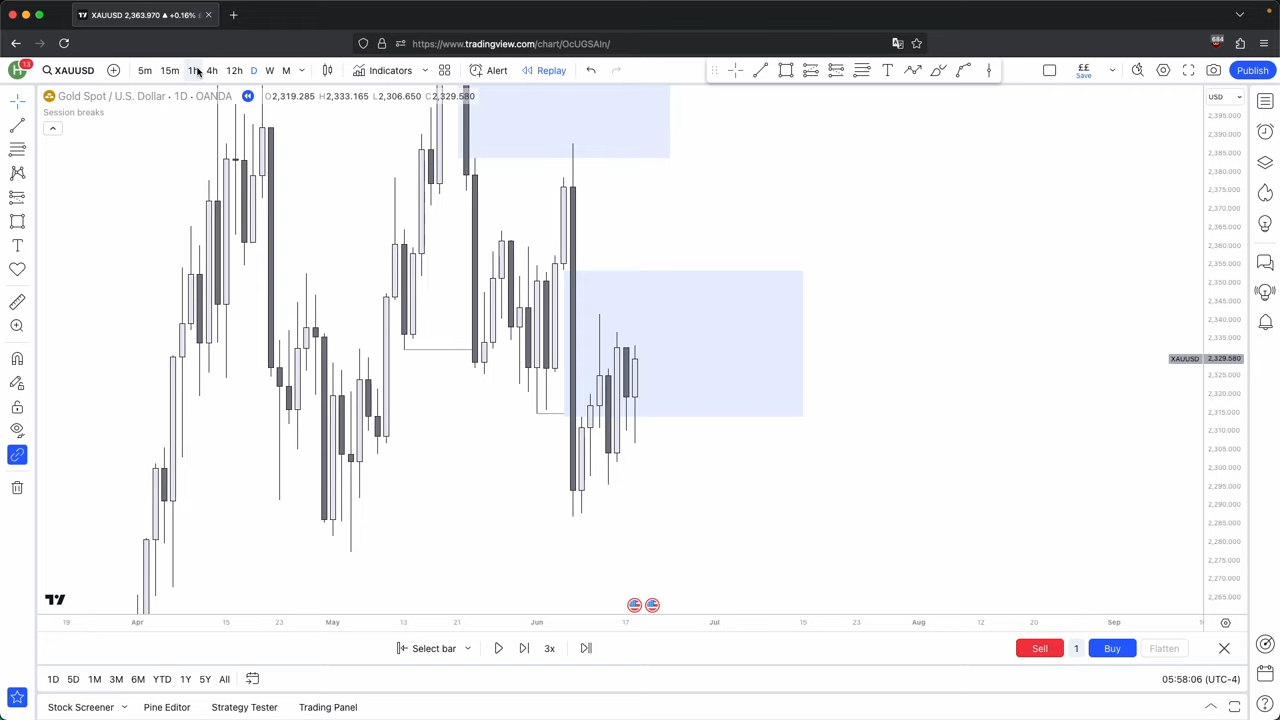 XAUUSD 2,363.970 ▲ +0.16%
https://www.tradingview.com/chart/OcUGSAIn/
684
13
XAUUSD
5m 15m 1h 4h 12h D W M Indicators Alert Replay
££
Save
Publish
Gold Spot / U.S. Dollar · 1D · OANDA O2,319.285 H2,333.165 L2,306.650 C2,329.580
Session breaks
USD
2,395.000
2,390.000
2,385.000
2,380.000
2,375.000
2,370.000
2,365.000
2,360.000
2,355.000
2,350.000
2,345.000
2,340.000
2,335.000
XAUUSD 2,329.580
2,325.000
2,320.000
2,315.000
2,310.000
2,305.000
2,300.000
2,295.000
2,290.000
2,285.000
2,280.000
2,275.000
2,270.000
2,265.000
19 Apr 15 23 May 13 21 Jun 17 Jul 15 23 Aug 12 20 Sep
Select bar 3x Sell 1 Buy Flatten
1D 5D 1M 3M 6M YTD 1Y 5Y All 05:58:06 (UTC-4)
Stock Screener Pine Editor Strategy Tester Trading Panel